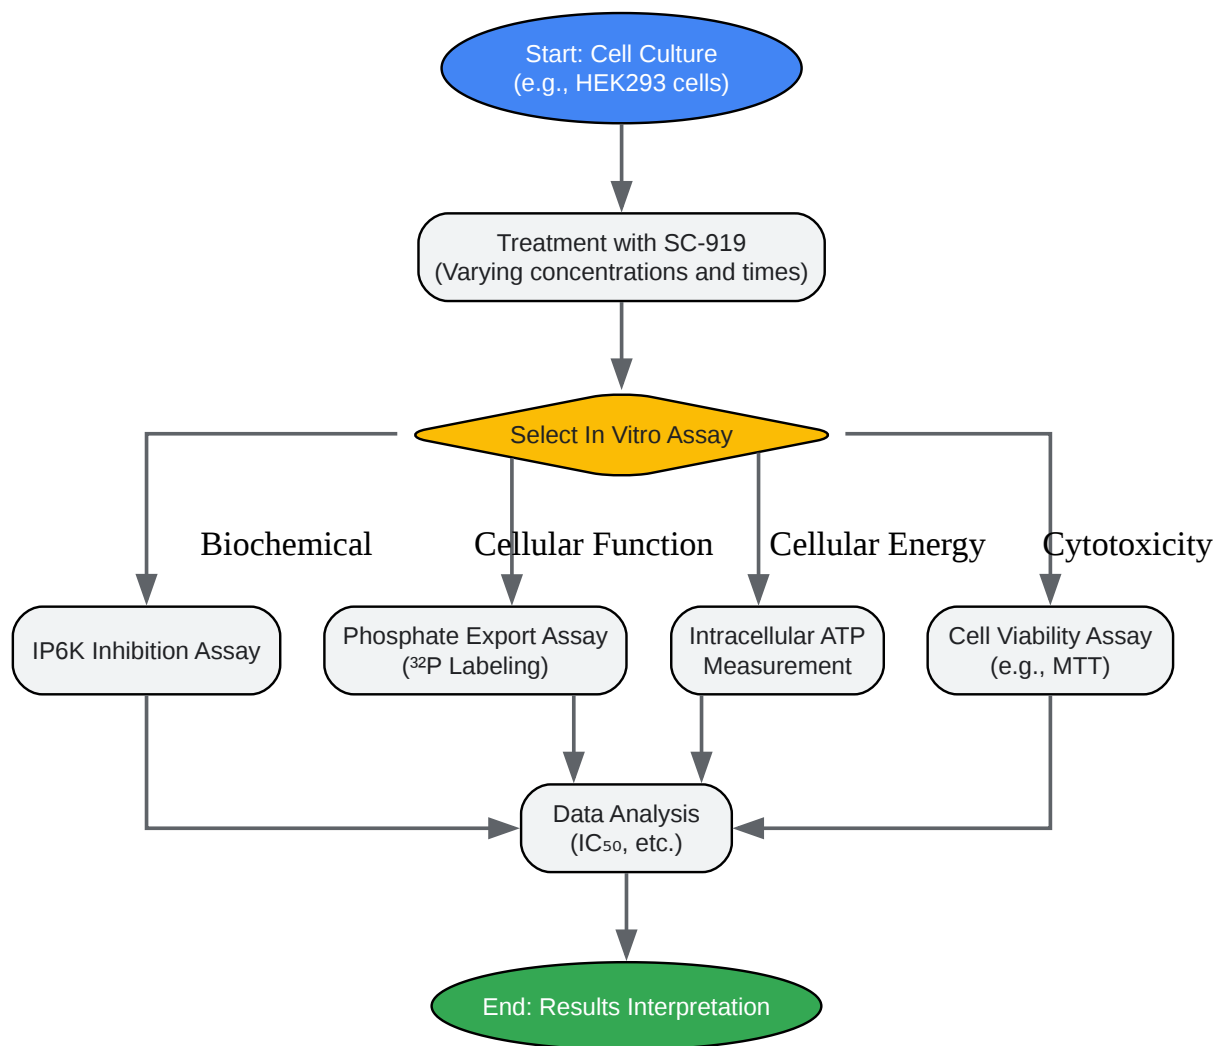 Start: Cell Culture
(e.g., HEK293 cells)
Treatment with SC-919
(Varying concentrations and times)
Select In Vitro Assay
Biochemical
Cellular Function
Cellular Energy
Cytotoxicity
IP6K Inhibition Assay
Phosphate Export Assay
(³²P Labeling)
Intracellular ATP
Measurement
Cell Viability Assay
(e.g., MTT)
Data Analysis
(IC₅₀, etc.)
End: Results Interpretation